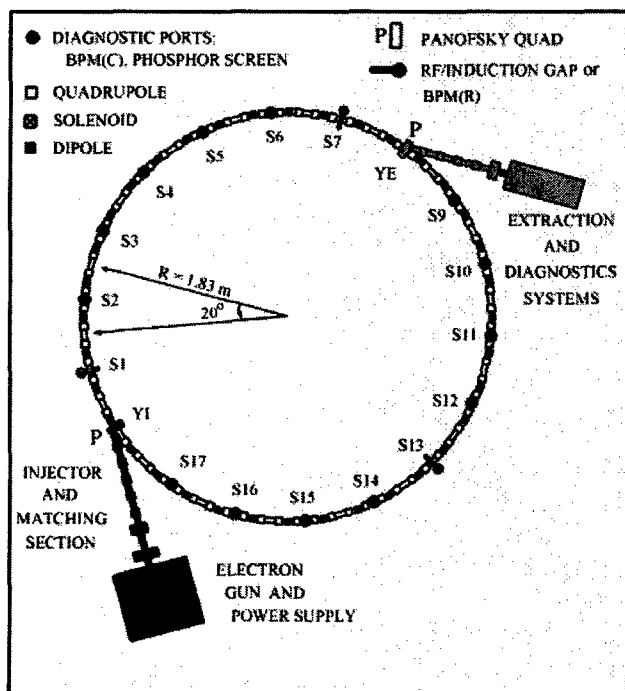 DIAGNOSTIC PORTS:
BPM(C), PHOSPHOR SCREEN
QUADRUPOLE
SOLENOID
DIPOLE
P PANOFSKY QUAD
RF/INDUCTION GAP or
BPM(R)
S6
S7
P
S5
YE
S4
S9
S3
EXTRACTION
AND
DIAGNOSTICS
SYSTEMS
S10
R = 1.83 m
S2
20°
S11
S1
S12
YI
P
S13
S17
INJECTOR
AND
MATCHING
SECTION
S16
S15
S14
ELECTRON
GUN AND
POWER SUPPLY